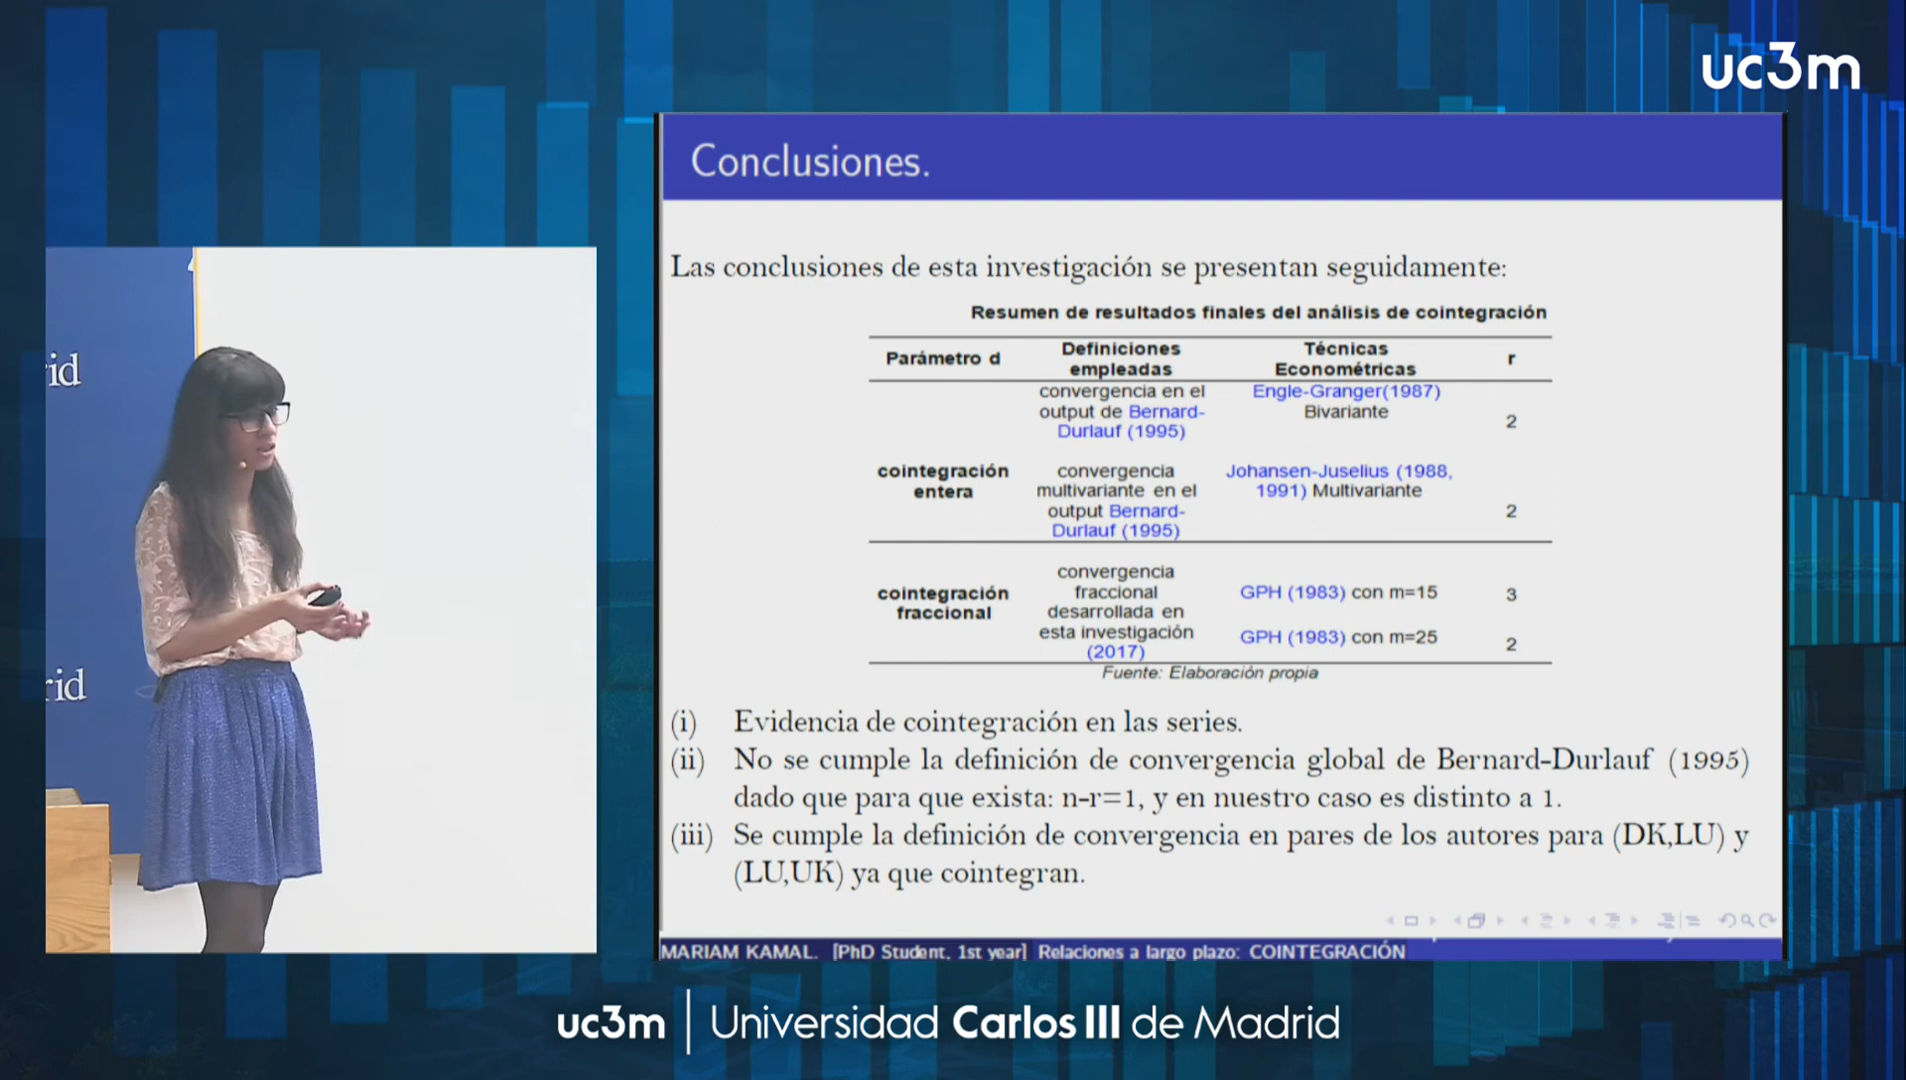 uc3m
Conclusiones.
Las conclusiones de esta investigación se presentan seguidamente:
Resumen de resultados finales del análisis de cointegración
Parámetro d
Definiciones
empleadas
Técnicas
Econométricas
r
convergencia en el
output de Bernard-
Durlauf (1995)
Engle-Granger(1987)
Bivariante
2
cointegración
entera
convergencia
multivariante en el
output Bernard-
Durlauf (1995)
Johansen-Juselius (1988,
1991) Multivariante
2
cointegración
fraccional
convergencia
fraccional
desarrollada en
esta investigación
(2017)
GPH (1983) con m=15
3
GPH (1983) con m=25
2
Fuente: Elaboración propia
(i) Evidencia de cointegración en las series.
(ii) No se cumple la definición de convergencia global de Bernard-Durlauf (1995)
dado que para que exista: n-r=1, y en nuestro caso es distinto a 1.
(iii) Se cumple la definición de convergencia en pares de los autores para (DK,LU) y
(LU,UK) ya que cointegran.
MARIAM KAMAL. [PhD Student, 1st year] Relaciones a largo plazo: COINTEGRACIÓN
id
rid
uc3m | Universidad Carlos III de Madrid